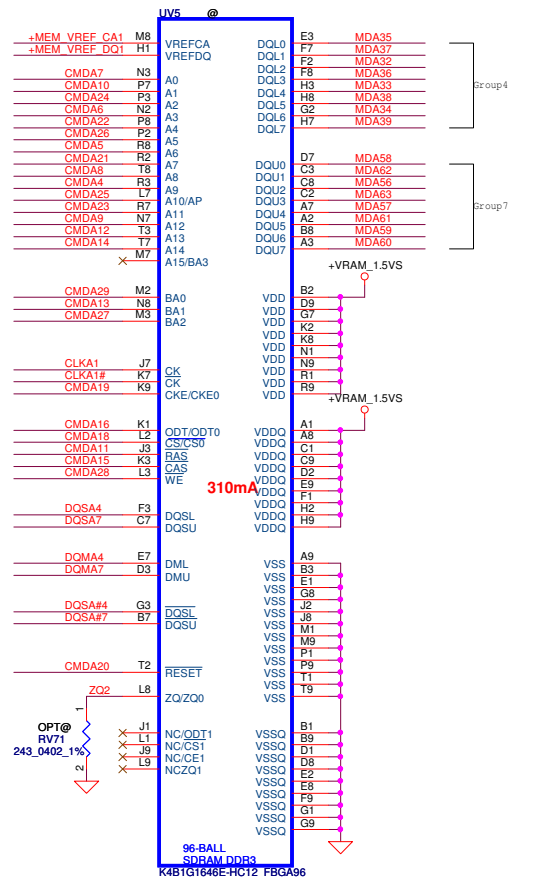 UV5 @
+MEM_VREF_CA1 M8 VREFCA
+MEM_VREF_DQ1 H1 VREFDQ
CMDA7 N3 A0
CMDA10 P7 A1
CMDA24 P3 A2
CMDA6 N2 A3
CMDA22 P8 A4
CMDA26 P2 A5
CMDA5 R8 A6
CMDA21 R2 A7
CMDA8 T8 A8
CMDA4 R3 A9
CMDA25 L7 A10/AP
CMDA23 R7 A11
CMDA9 N7 A12
CMDA12 T3 A13
CMDA14 T7 A14
M7 A15/BA3
CMDA29 M2 BA0
CMDA13 N8 BA1
CMDA27 M3 BA2
CLKA1 J7 CK
CLKA1# K7 CK
CMDA19 K9 CKE/CKE0
CMDA16 K1 ODT/ODT0
CMDA18 L2 CS/CS0
CMDA11 J3 RAS
CMDA15 K3 CAS
CMDA28 L3 WE
310mA
DQSA4 F3 DQSL
DQSA7 C7 DQSU
DQMA4 E7 DML
DQMA7 D3 DMU
DQSA#4 G3 DQSL
DQSA#7 B7 DQSU
CMDA20 T2 RESET
ZQ2 L8 ZQ/ZQ0
1
OPT@
RV71
243_0402_1%
2
J1 NC/ODT1
L1 NC/CS1
J9 NC/CE1
L9 NCZQ1
DQL0 E3 MDA35
DQL1 F7 MDA37
DQL2 F2 MDA32
DQL3 F8 MDA36
DQL4 H3 MDA33
DQL5 H8 MDA38
DQL6 G2 MDA34
DQL7 H7 MDA39
Group4
DQU0 D7 MDA58
DQU1 C3 MDA62
DQU2 C8 MDA56
DQU3 C2 MDA63
DQU4 A7 MDA57
DQU5 A2 MDA61
DQU6 B8 MDA59
DQU7 A3 MDA60
Group7
+VRAM_1.5VS
VDD B2
VDD D9
VDD G7
VDD K2
VDD K8
VDD N1
VDD N9
VDD R1
VDD R9
+VRAM_1.5VS
VDDQ A1
VDDQ A8
VDDQ C1
VDDQ C9
VDDQ D2
VDDQ E9
VDDQ F1
VDDQ H2
VDDQ H9
VSS A9
VSS B3
VSS E1
VSS G8
VSS J2
VSS J8
VSS M1
VSS M9
VSS P1
VSS P9
VSS T1
VSS T9
VSSQ B1
VSSQ B9
VSSQ D1
VSSQ D8
VSSQ E2
VSSQ E8
VSSQ F9
VSSQ G1
VSSQ G9
96-BALL
SDRAM DDR3
K4B1G1646E-HC12 FBGA96